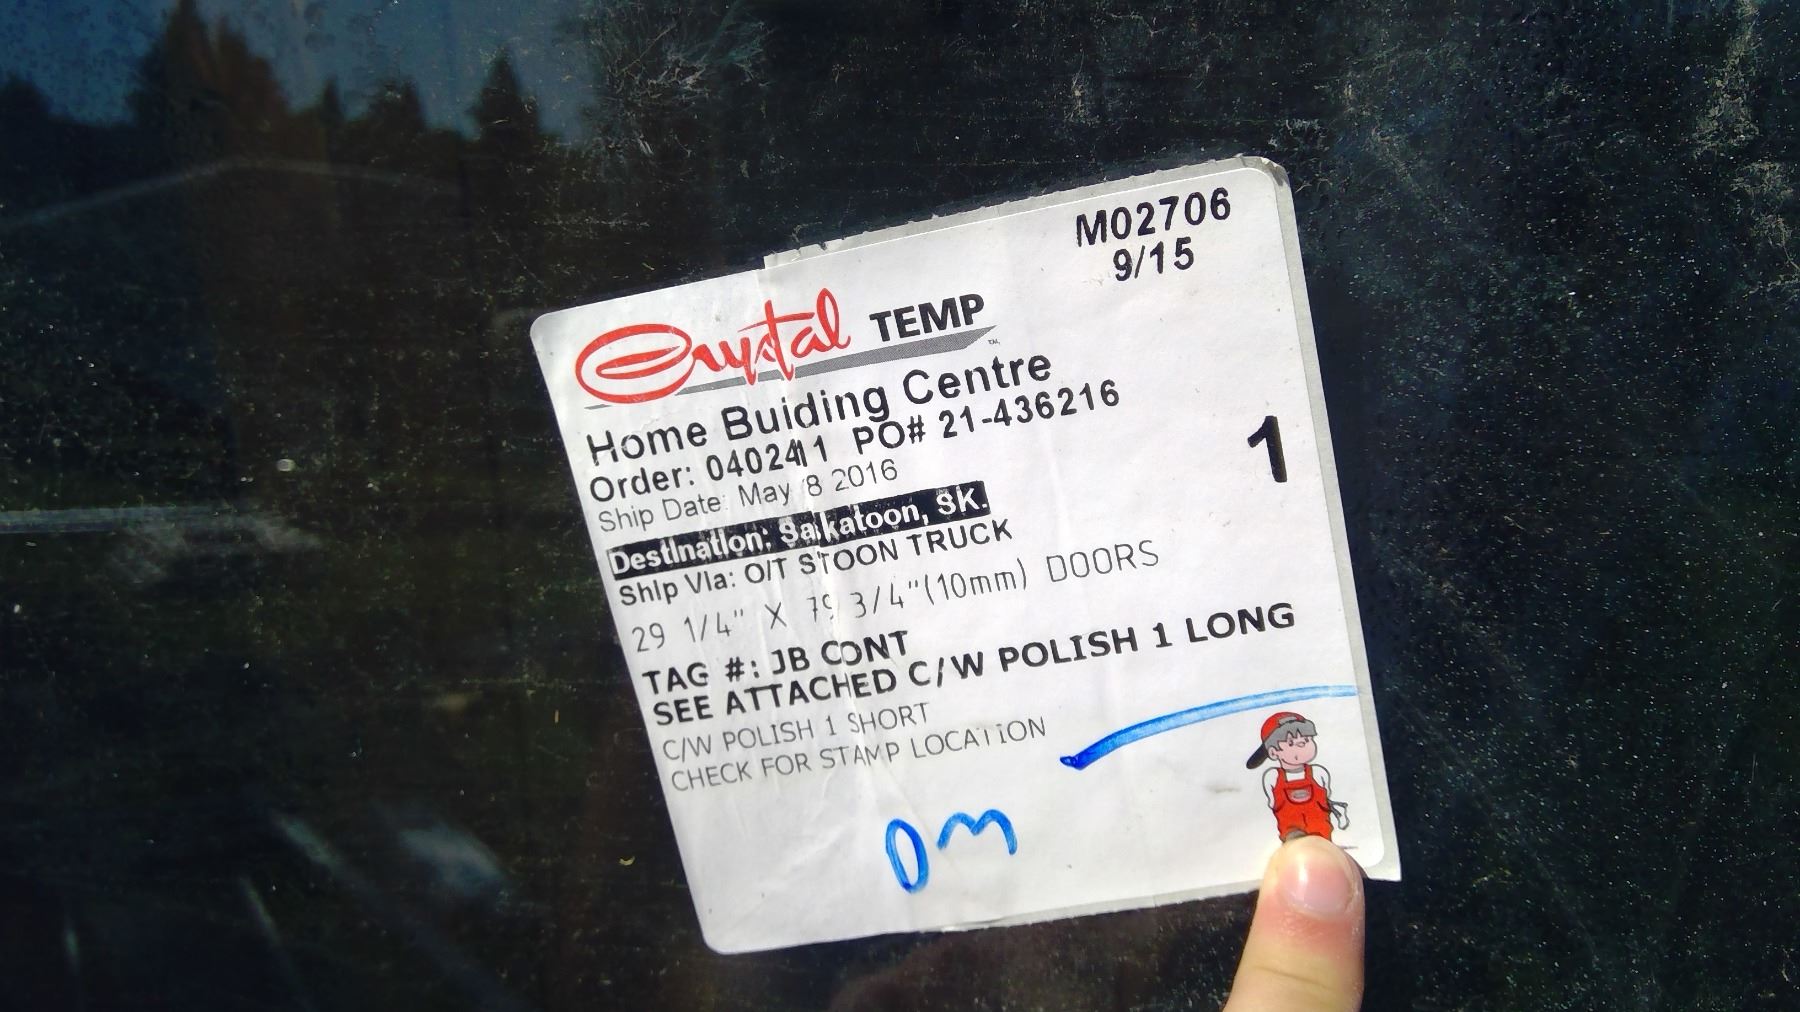 M02706
9/15
Crystal TEMP
Home Buiding Centre
Order: 0402411 PO# 21-436216
1
Ship Date: May 8 2016
Destination: Saskatoon, SK.
Ship Via: O/T STOON TRUCK
29 1/4" X 79 3/4"(10mm) DOORS
TAG #: JB CONT
SEE ATTACHED C/W POLISH 1 LONG
C/W POLISH 1 SHORT
CHECK FOR STAMP LOCATION
DM